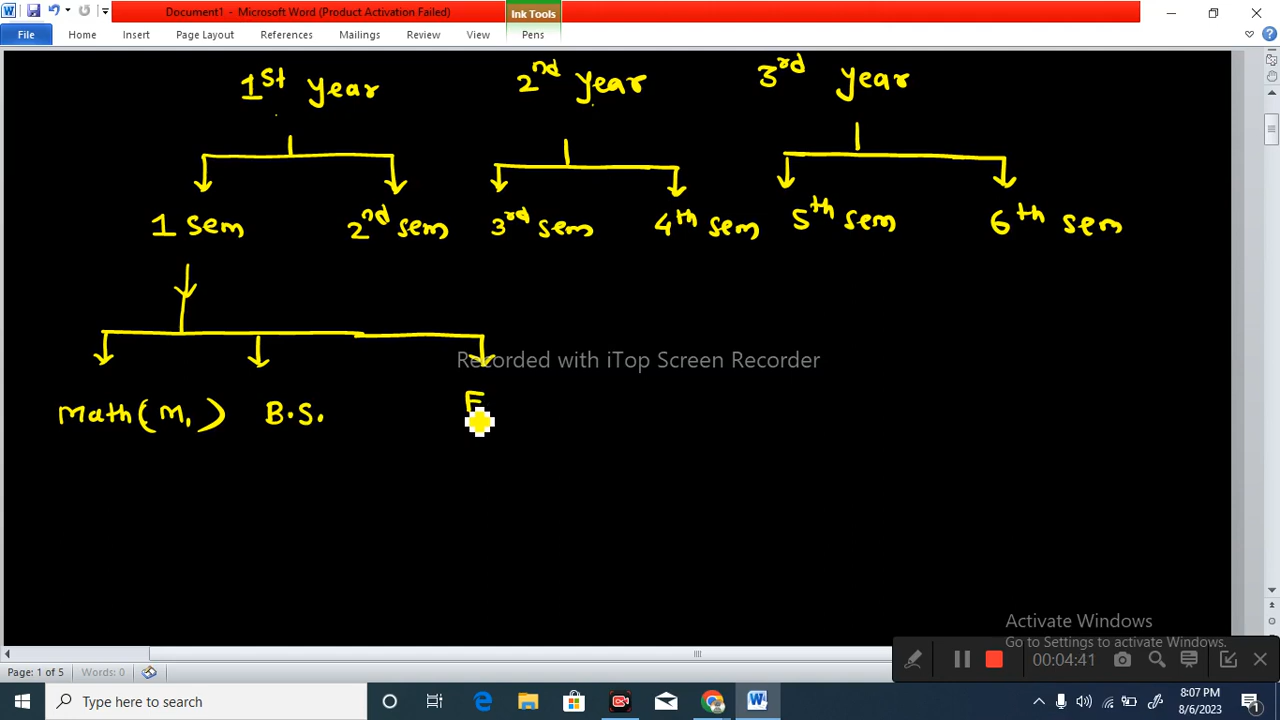 Document1 - Microsoft Word (Product Activation Failed)
Ink Tools
File Home Insert Page Layout References Mailings Review View Pens
1st year 2nd year 3rd year
1 sem 2nd sem 3rd sem 4th sem 5th sem 6th sem
Recorded with iTop Screen Recorder
Math(M1) B.S. E
Activate Windows
Go to Settings to activate Windows.
00:04:41
Page: 1 of 5 Words: 0
Type here to search
8:07 PM
8/6/2023
1